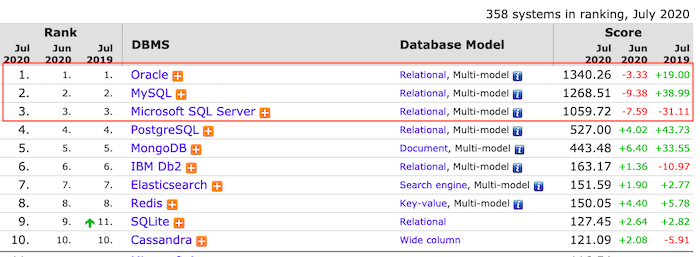 358 systems in ranking, July 2020
Rank DBMS Database Model Score
Jul 2020 Jun 2020 Jul 2019 Jul 2020 Jun 2020 Jul 2019
1. 1. 1. Oracle Relational, Multi-model 1340.26 -3.33 +19.00
2. 2. 2. MySQL Relational, Multi-model 1268.51 -9.38 +38.99
3. 3. 3. Microsoft SQL Server Relational, Multi-model 1059.72 -7.59 -31.11
4. 4. 4. PostgreSQL Relational, Multi-model 527.00 +4.02 +43.73
5. 5. 5. MongoDB Document, Multi-model 443.48 +6.40 +33.55
6. 6. 6. IBM Db2 Relational, Multi-model 163.17 +1.36 -10.97
7. 7. 7. Elasticsearch Search engine, Multi-model 151.59 +1.90 +2.77
8. 8. 8. Redis Key-value, Multi-model 150.05 +4.40 +5.78
9. 9. 11. SQLite Relational 127.45 +2.64 +2.82
10. 10. 10. Cassandra Wide column 121.09 +2.08 -5.91